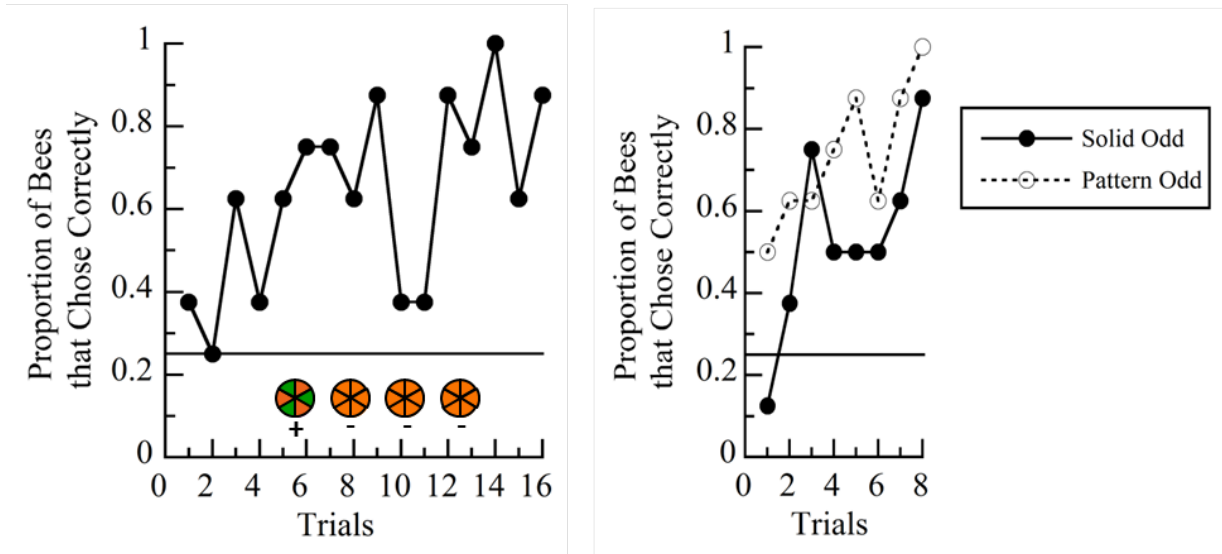 Proportion of Bees
that Chose Correctly
1
0.8
0.6
0.4
0.2
0
+ - - -
0 2 4 6 8 10 12 14 16
Trials
Proportion of Bees
that Chose Correctly
1
0.8
0.6
0.4
0.2
0
0 2 4 6 8
Trials
Solid Odd
Pattern Odd